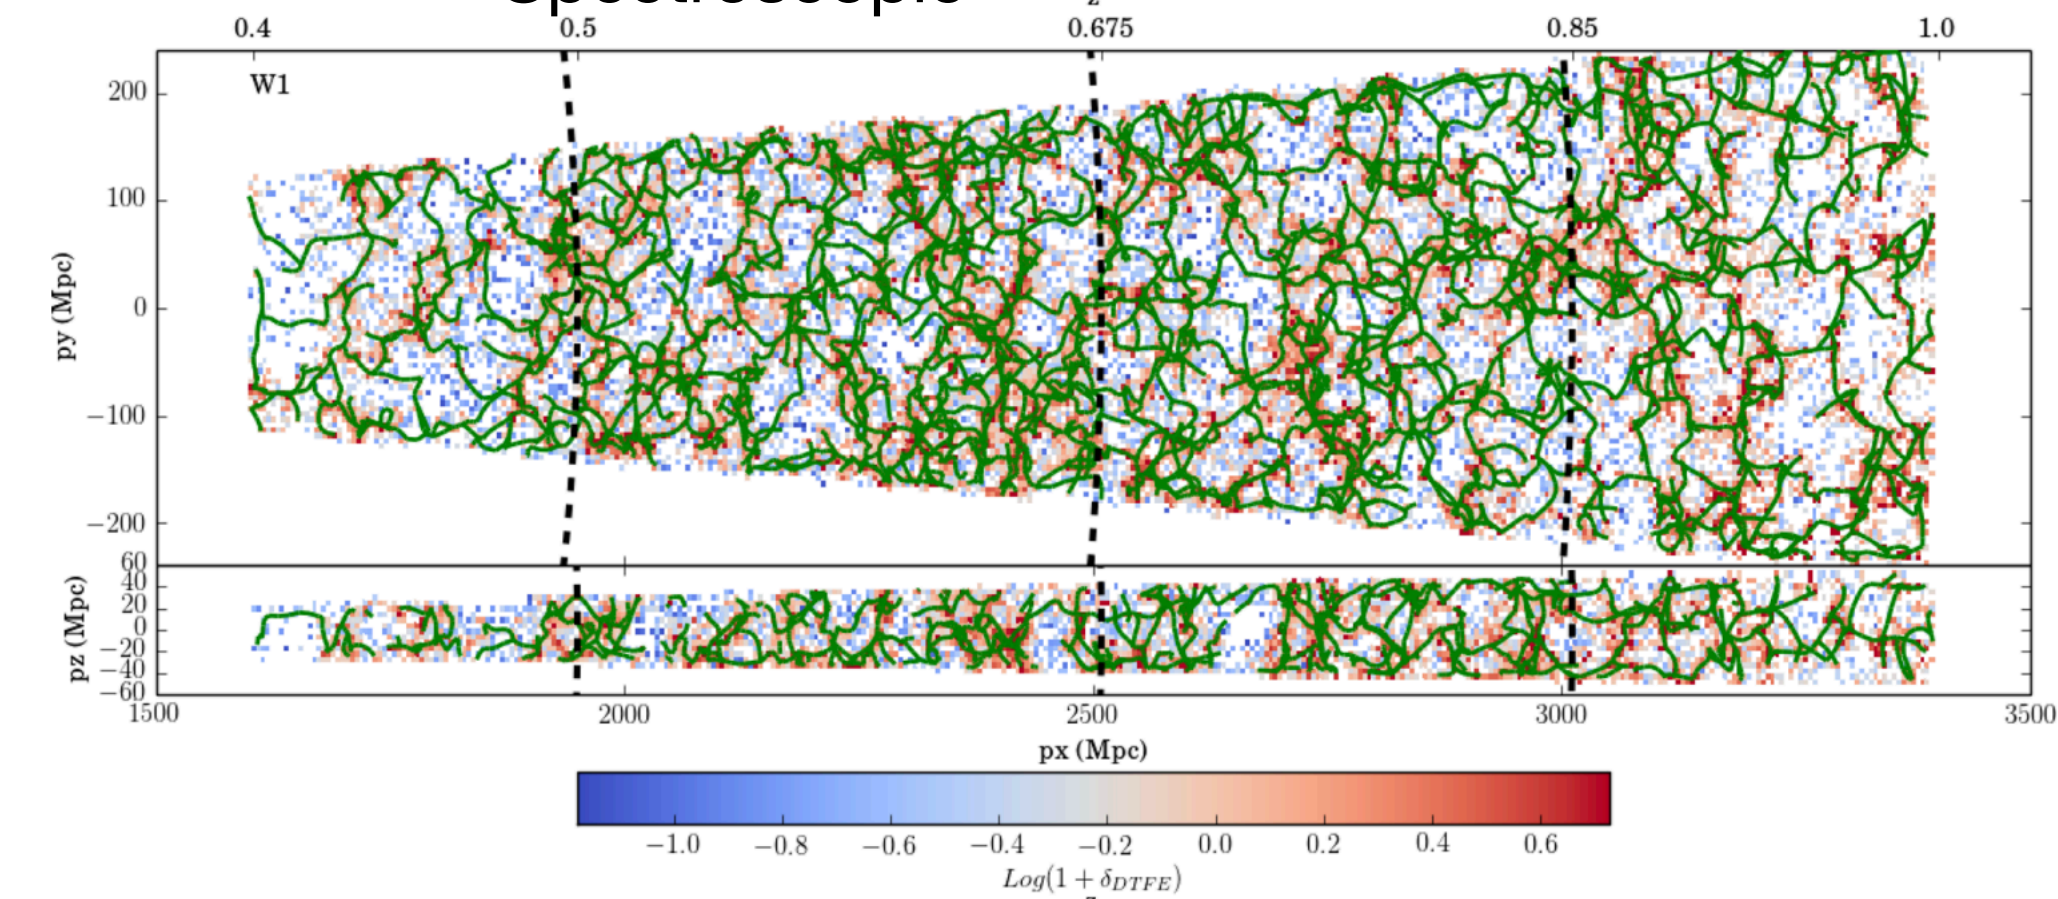 Spectroscopic
z
0.4 0.5 0.675 0.85 1.0
W1
200
100
0
−100
−200
py (Mpc)
60
40
20
0
−20
−40
−60
pz (Mpc)
1500 2000 2500 3000 3500
px (Mpc)
−1.0 −0.8 −0.6 −0.4 −0.2 0.0 0.2 0.4 0.6
Log(1 + δDTFE)
z